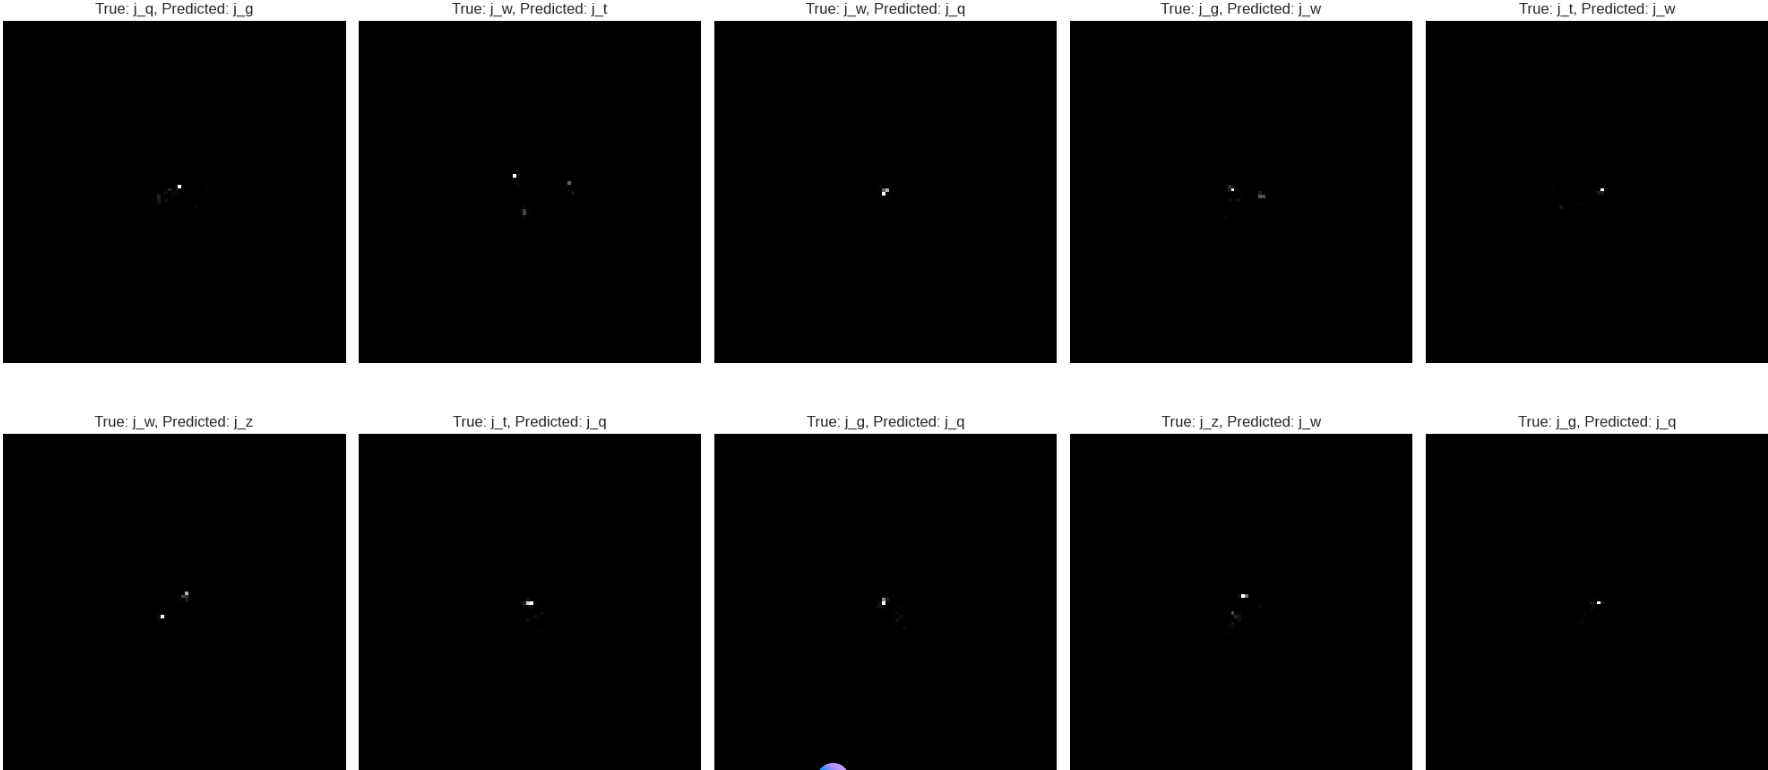 True: j_q, Predicted: j_g
True: j_w, Predicted: j_t
True: j_w, Predicted: j_q
True: j_g, Predicted: j_w
True: j_t, Predicted: j_w
True: j_w, Predicted: j_z
True: j_t, Predicted: j_q
True: j_g, Predicted: j_q
True: j_z, Predicted: j_w
True: j_g, Predicted: j_q